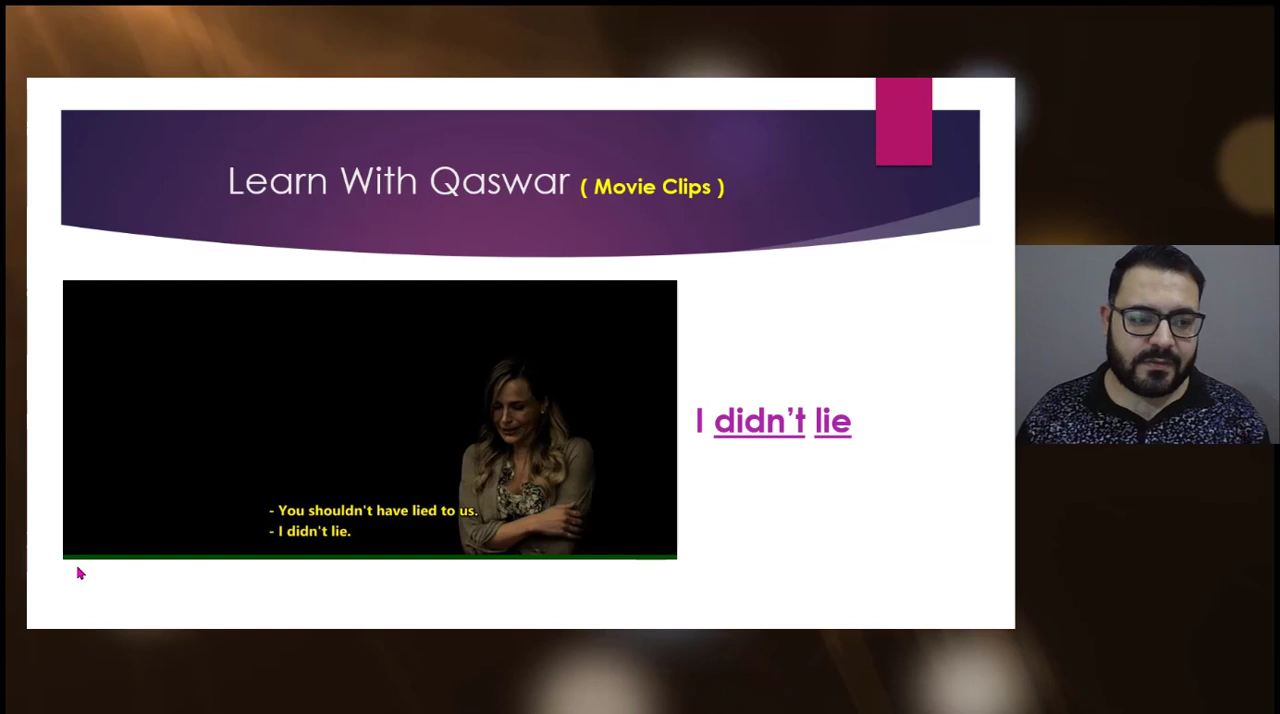 Learn With Qaswar ( Movie Clips )
- You shouldn't have lied to us.
- I didn't lie.
I didn’t lie